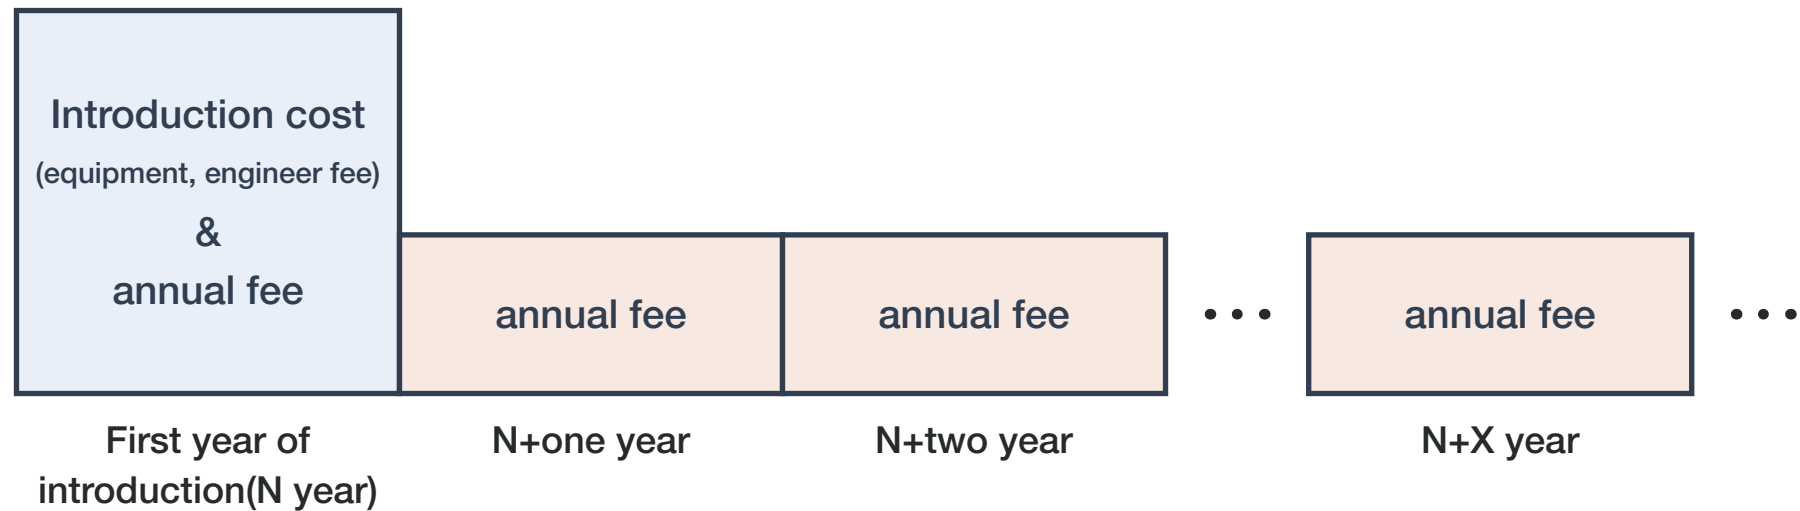 Introduction cost
(equipment, engineer fee)
&
annual fee
annual fee
annual fee
•••
annual fee
•••
First year of
introduction(N year)
N+one year
N+two year
N+X year